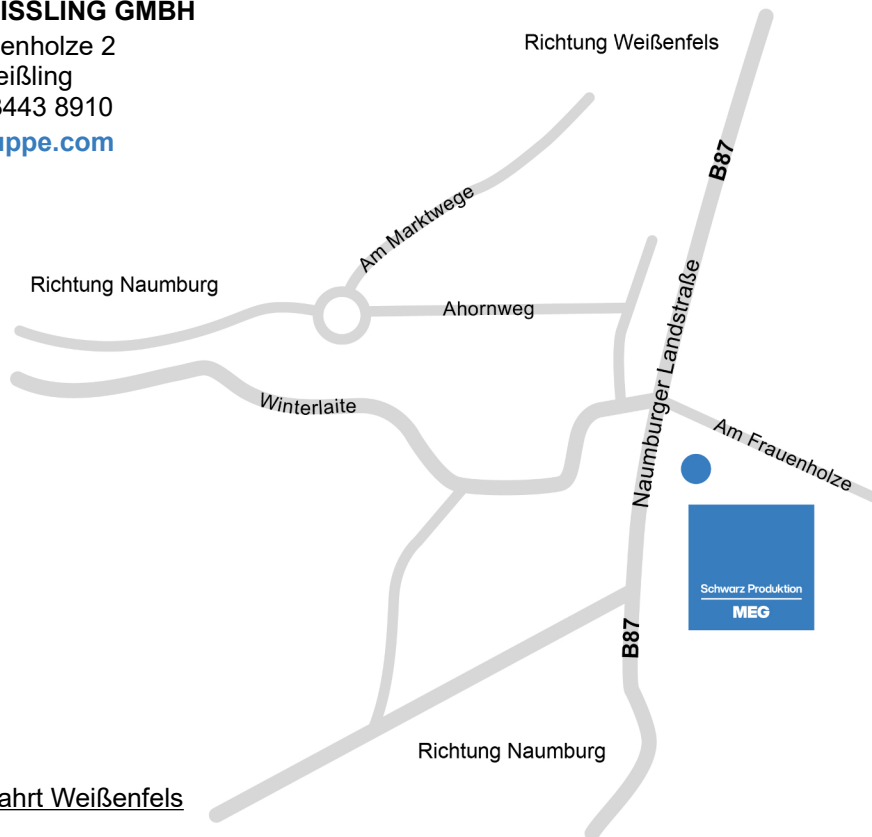 ISSLING GMBH
enholze 2
eißling
3443 8910
uppe.com
Richtung Weißenfels
B87
Am Marktwege
Richtung Naumburg
Ahornweg
Naumburger Landstraße
Winterlaite
Am Frauenholze
Schwarz Produktion
MEG
B87
Richtung Naumburg
ahrt Weißenfels